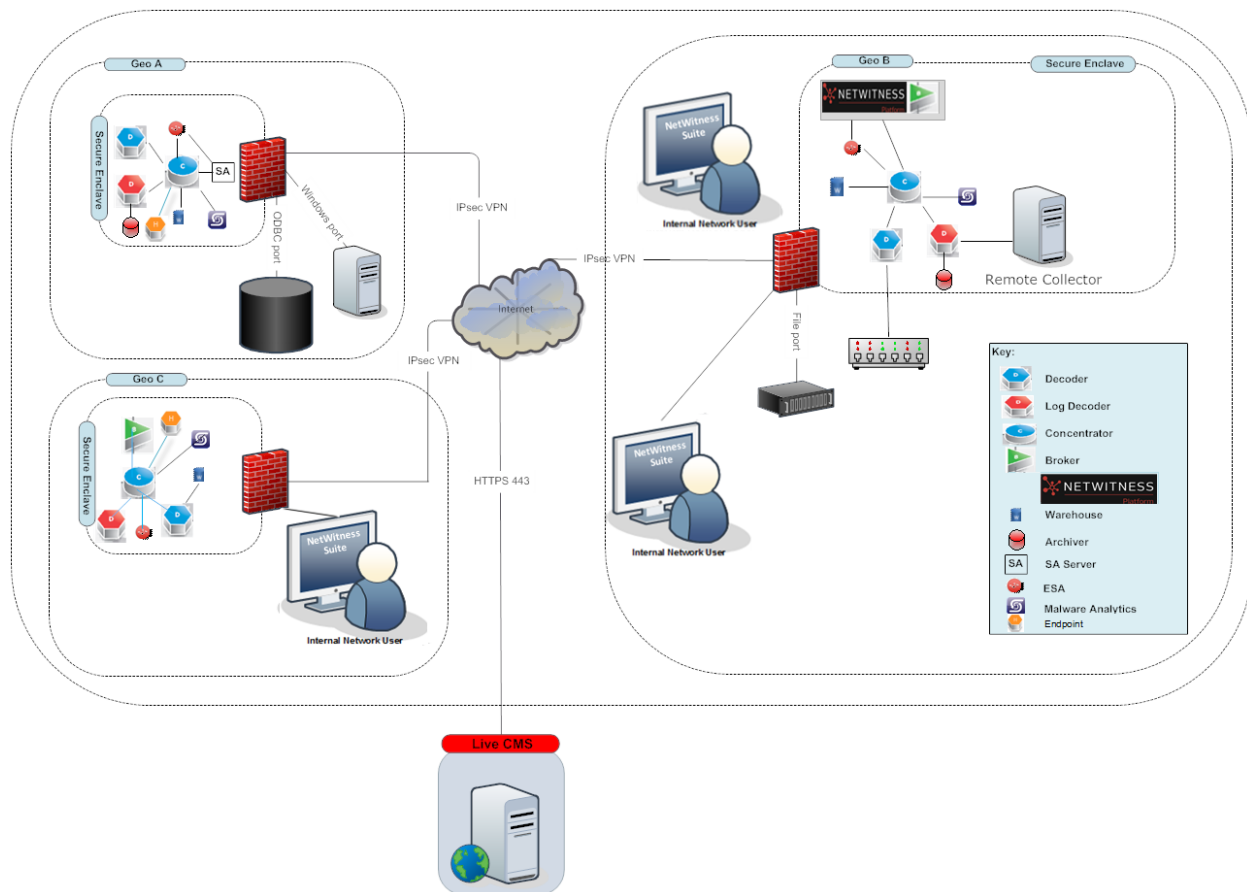 Geo A
Secure Enclave
D
D
C
SA
W
H
ODBC port
Windows port
IPsec VPN
IPsec VPN
IPsec VPN
Internet
HTTPS 443
Geo C
Secure Enclave
B
H
C
W
D
D
NetWitness
Suite
Internal Network User
Live CMS
NetWitness
Suite
Internal Network User
NetWitness
Suite
Internal Network User
File port
Geo B
Secure Enclave
NETWITNESS
Platform
B
W
C
D
D
Remote Collector
Key:
D
Decoder
D
Log Decoder
C
Concentrator
B
Broker
NETWITNESS
Platform
W
Warehouse
Archiver
SA
SA Server
ESA
Malware Analytics
H
Endpoint